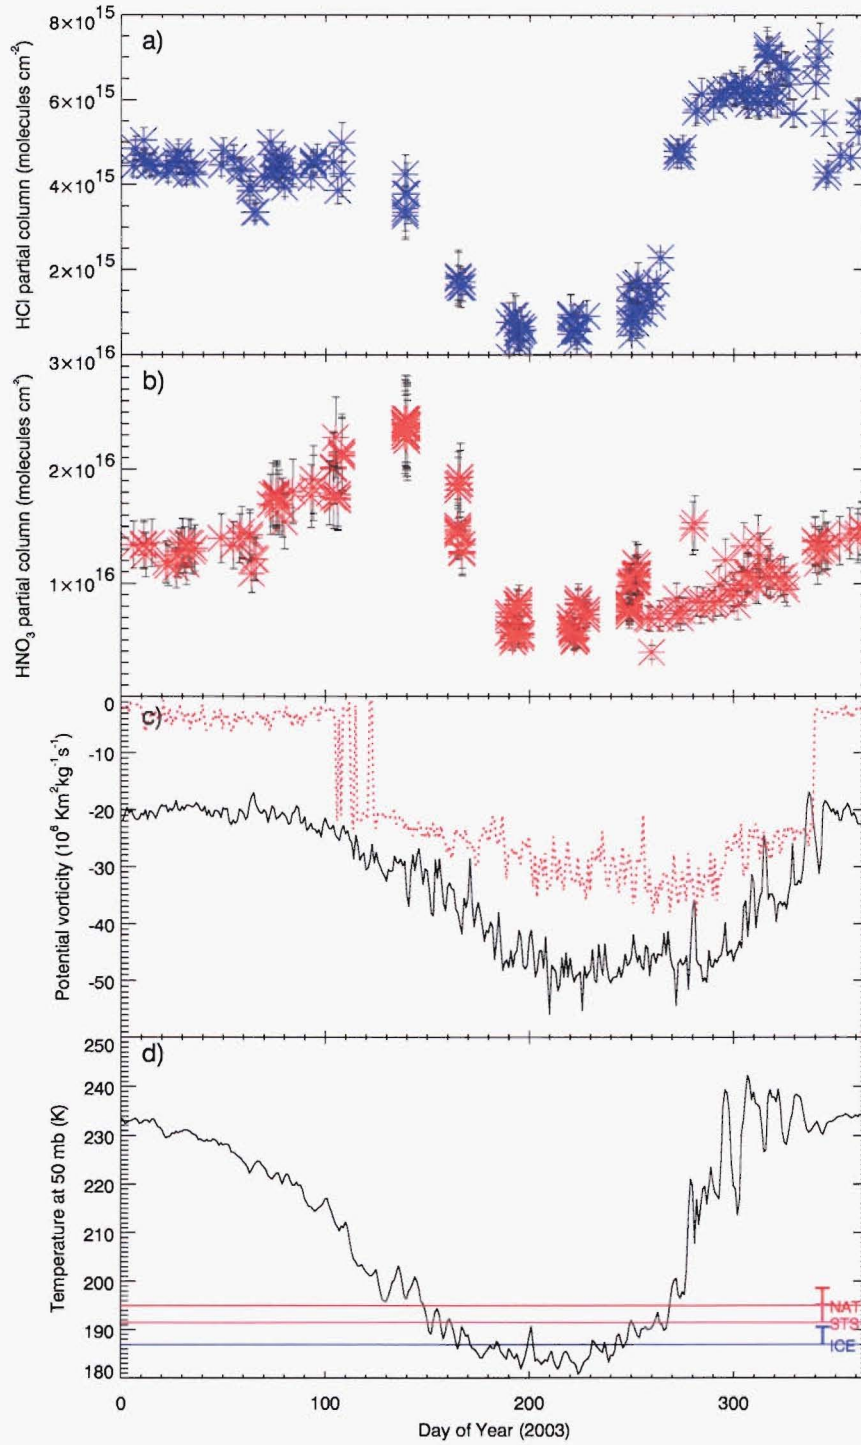 8×10¹⁵
a)
6×10¹⁵
4×10¹⁵
2×10¹⁵
HCl partial column (molecules cm⁻²)
16
3×10¹⁶
b)
2×10¹⁶
1×10¹⁶
HNO₃ partial column (molecules cm⁻²)
0
c)
-10
-20
-30
-40
-50
Potential vorticity (10⁶ Km²kg⁻¹s⁻¹)
250
d)
240
230
220
210
200
190
180
Temperature at 50 mb (K)
NAT
STS
ICE
0 100 200 300
Day of Year (2003)